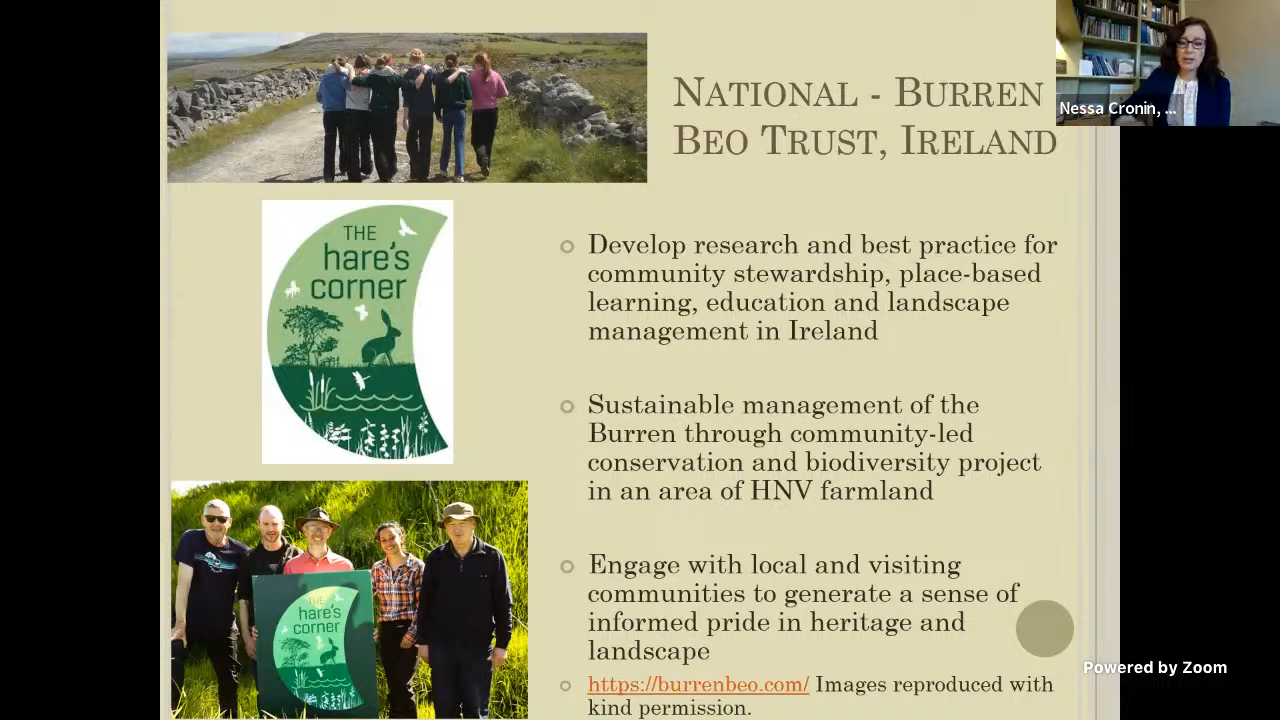 NATIONAL - BURREN
BEO TRUST, IRELAND
Nessa Cronin, ...
THE
hare's
corner
Develop research and best practice for
community stewardship, place-based
learning, education and landscape
management in Ireland
Sustainable management of the
Burren through community-led
conservation and biodiversity project
in an area of HNV farmland
Engage with local and visiting
communities to generate a sense of
informed pride in heritage and
landscape
https://burrenbeo.com/ Images reproduced with
kind permission.
THE
hare's
corner
Powered by Zoom